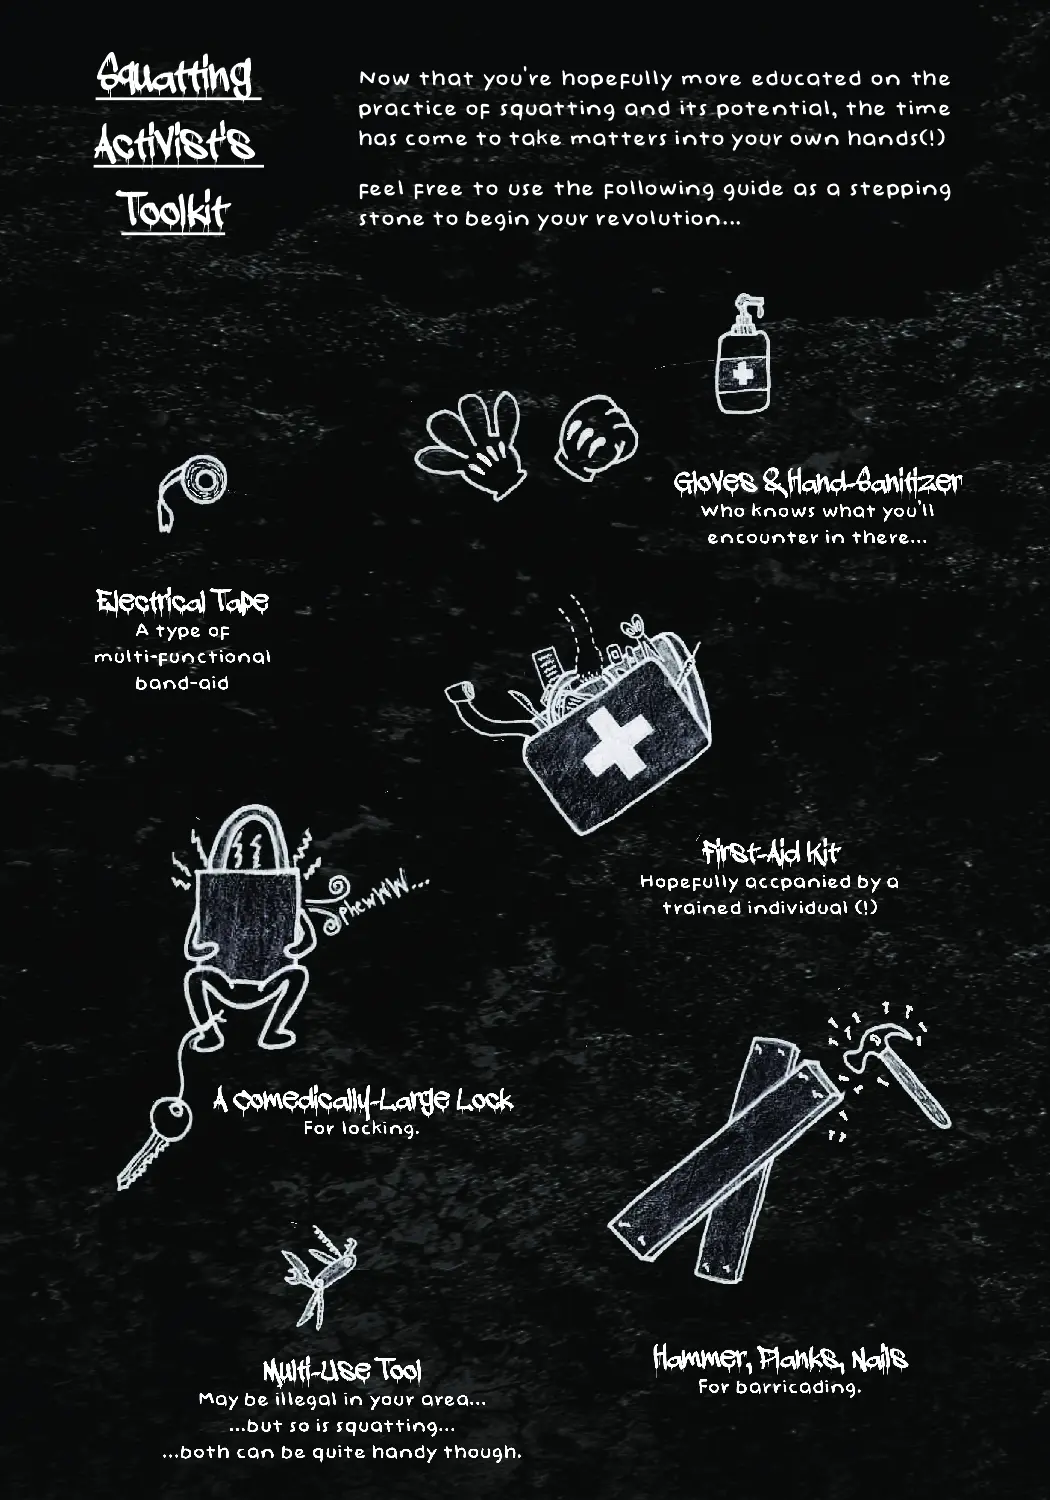 Squatting
Activist's
Toolkit
Now that you're hopefully more educated on the
practice of squatting and its potential, the time
has come to take matters into your own hands(!)
Feel free to use the following guide as a stepping
stone to begin your revolution...
Gloves & Hand-Sanitizer
Who knows what you'll
encounter in there...
Electrical Tape
A type of
multi-functional
band-aid
First-Aid Kit
Hopefully accpanied by a
trained individual (!)
phewWW...
A Comedically-Large Lock
For locking.
Hammer, Planks, Nails
For barricading.
Multi-Use Tool
May be illegal in your area...
...but so is squatting...
...both can be quite handy though.